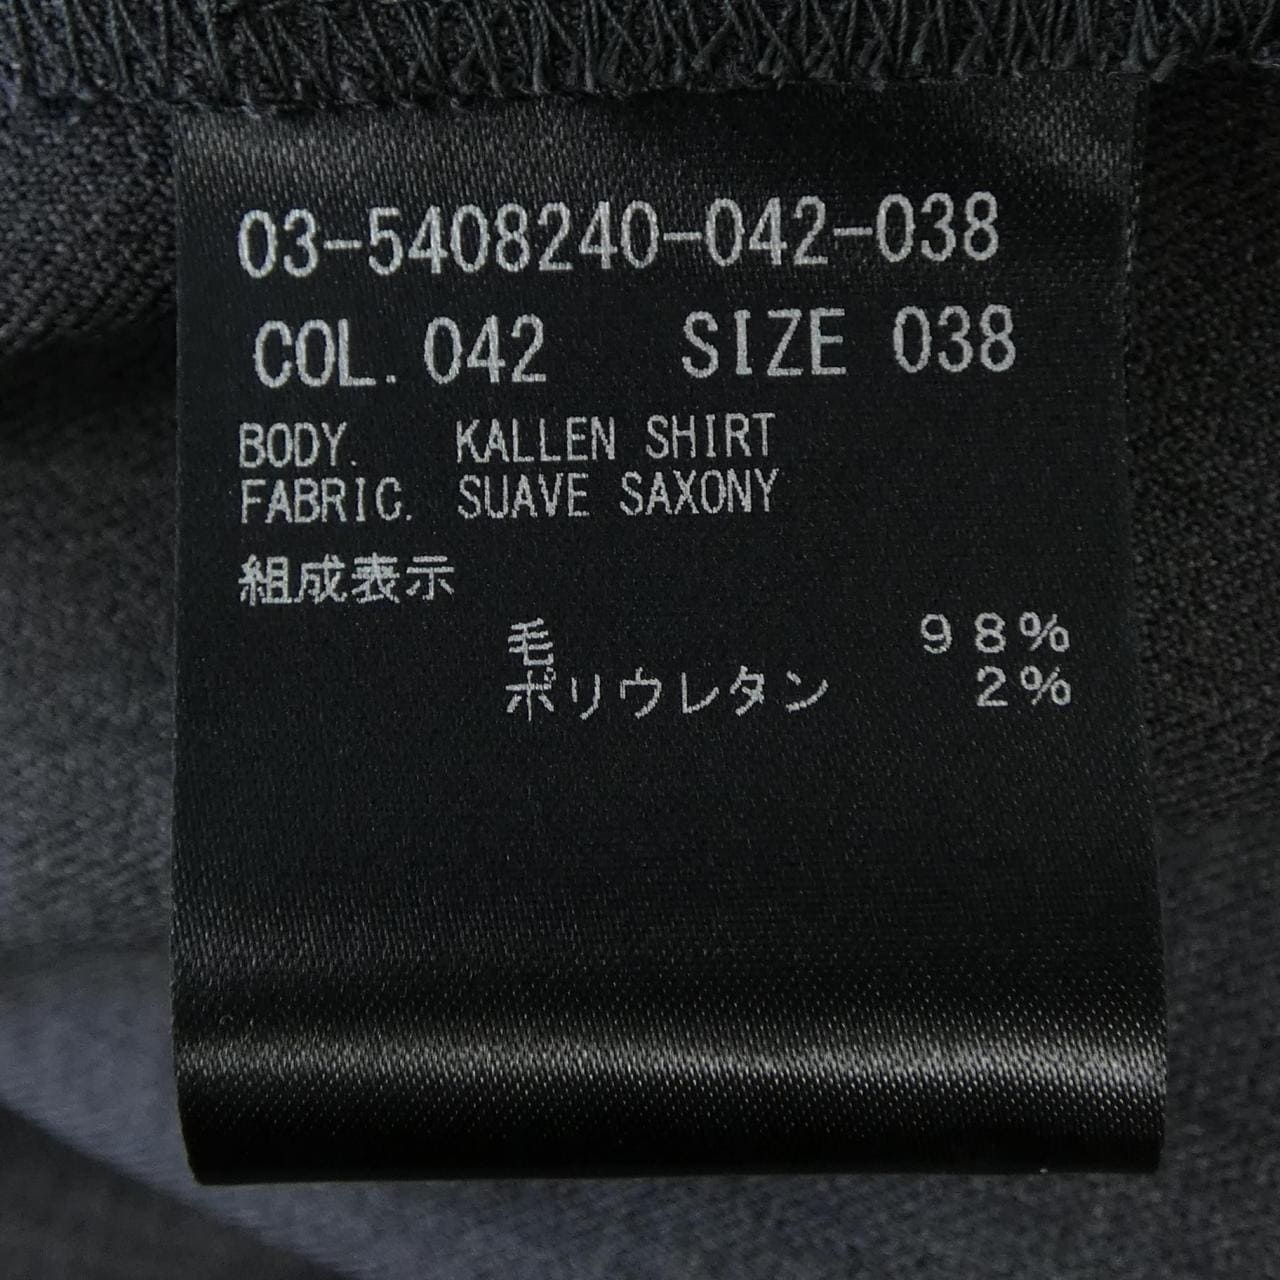 03-5408240-042-038
COL. 042 SIZE 038
BODY. KALLEN SHIRT
FABRIC. SUAVE SAXONY
組成表示
毛 98%
ポリウレタン 2%